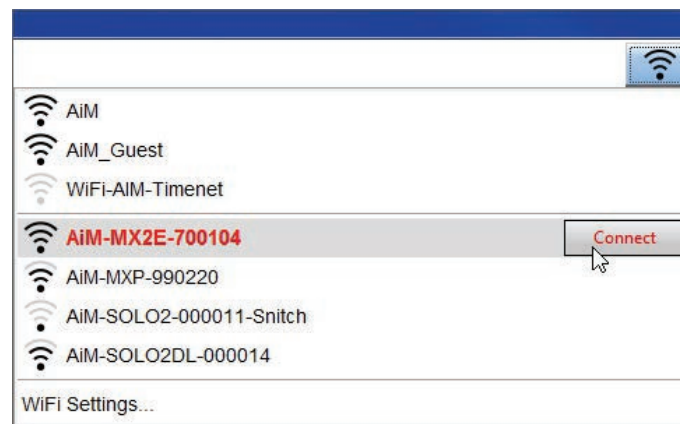 AiM
AiM_Guest
WiFi-AIM-Timenet
AiM-MX2E-700104 Connect
AiM-MXP-990220
AiM-SOLO2-000011-Snitch
AiM-SOLO2DL-000014
WiFi Settings...